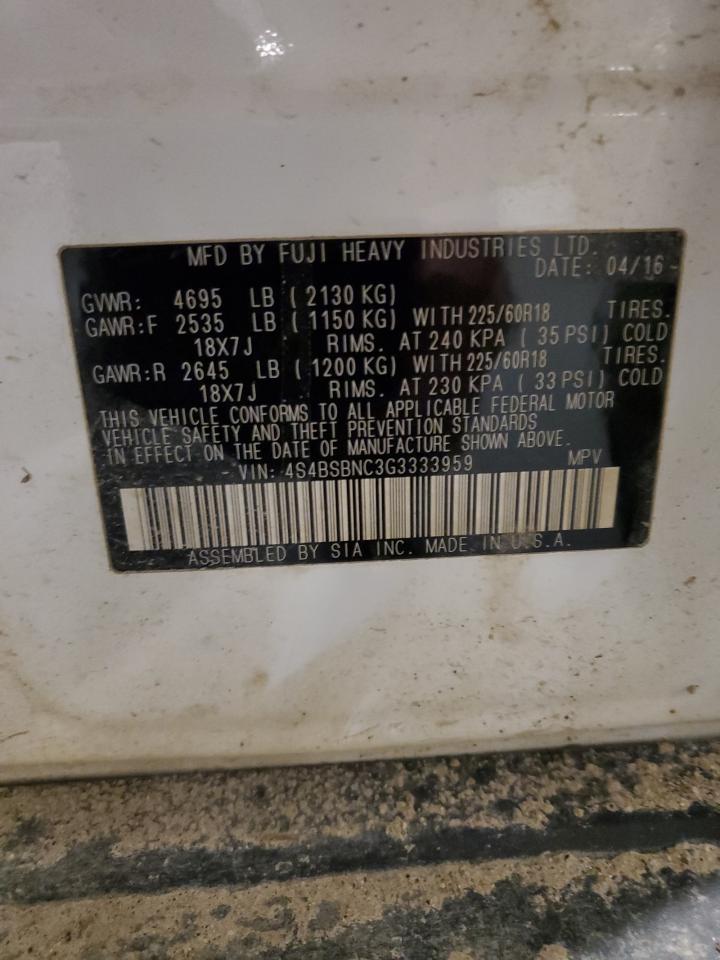 MFD BY FUJI HEAVY INDUSTRIES LTD.
DATE: 04/16
GVWR: 4695 LB ( 2130 KG)
GAWR:F 2535 LB ( 1150 KG) WITH 225/60R18 TIRES.
18X7J RIMS. AT 240 KPA ( 35 PSI) COLD
GAWR:R 2645 LB ( 1200 KG) WITH 225/60R18 TIRES.
18X7J RIMS. AT 230 KPA ( 33 PSI) COLD
THIS VEHICLE CONFORMS TO ALL APPLICABLE FEDERAL MOTOR
VEHICLE SAFETY AND THEFT PREVENTION STANDARDS
IN EFFECT ON THE DATE OF MANUFACTURE SHOWN ABOVE.
VIN: 4S4BSBNC3G3333959 MPV
ASSEMBLED BY SIA INC. MADE IN U.S.A.